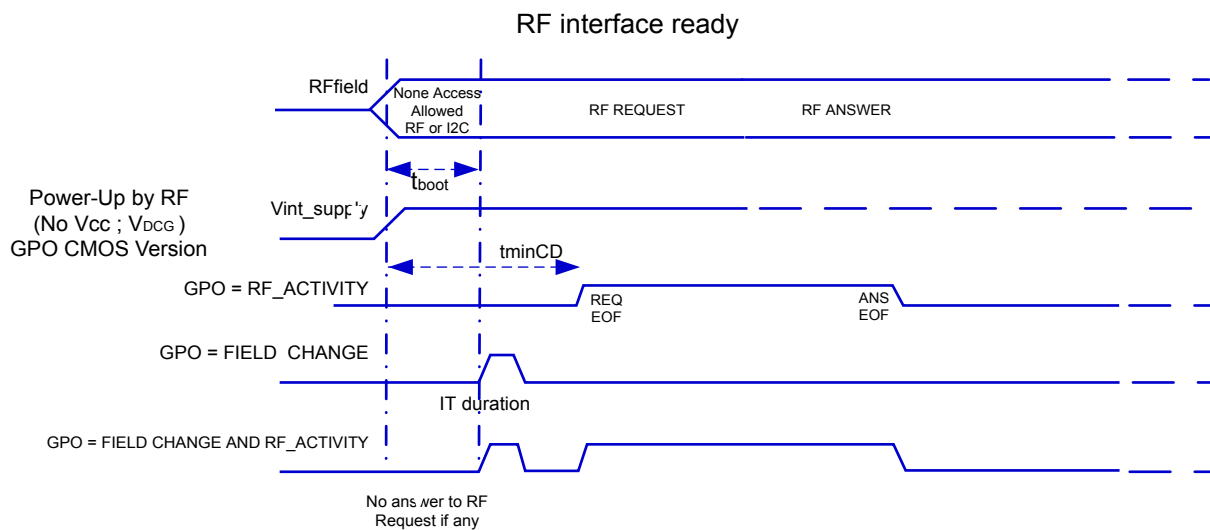 RF interface ready
RFfield
None Access
Allowed
RF or I2C
RF REQUEST
RF ANSWER
tboot
Power-Up by RF
(No Vcc ; VDCG )
GPO CMOS Version
Vint_supply
tminCD
GPO = RF_ACTIVITY
REQ
EOF
ANS
EOF
GPO = FIELD CHANGE
IT duration
GPO = FIELD CHANGE AND RF_ACTIVITY
No answer to RF
Request if any